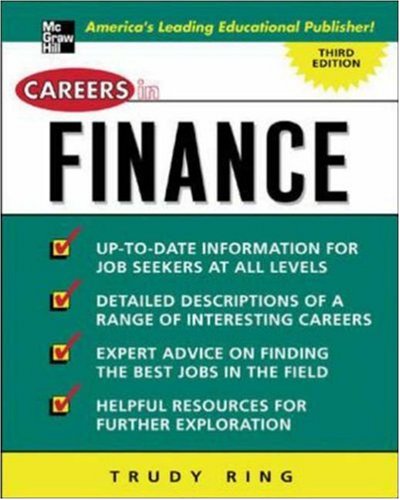 Mc
Graw
Hill
America's Leading Educational Publisher!
THIRD
EDITION
CAREERS in
FINANCE
UP-TO-DATE INFORMATION FOR
JOB SEEKERS AT ALL LEVELS
DETAILED DESCRIPTIONS OF A
RANGE OF INTERESTING CAREERS
EXPERT ADVICE ON FINDING
THE BEST JOBS IN THE FIELD
HELPFUL RESOURCES FOR
FURTHER EXPLORATION
TRUDY RING